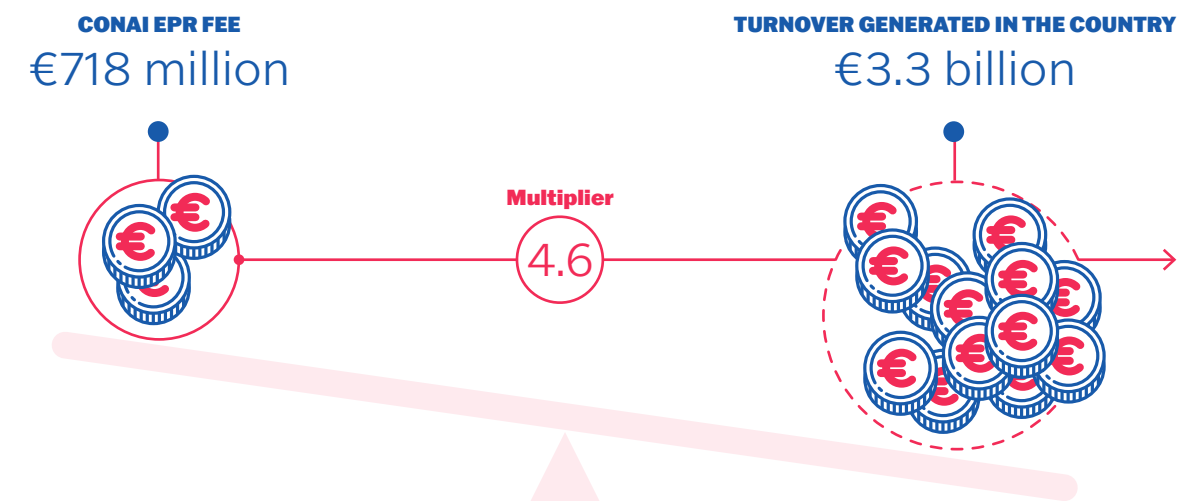 CONAI EPR FEE
€718 million
TURNOVER GENERATED IN THE COUNTRY
€3.3 billion
Multiplier
4.6